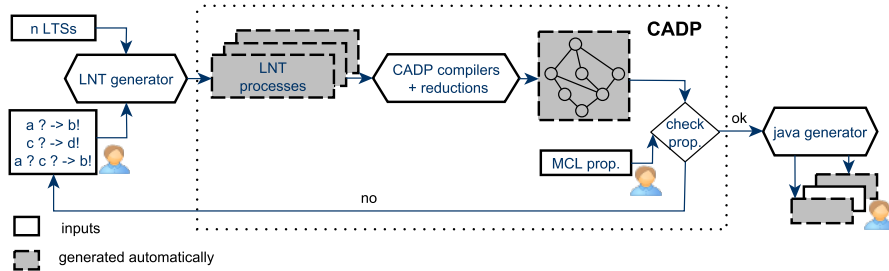 n LTSs
CADP
LNT generator
LNT
processes
CADP compilers
+ reductions
a ? -> b!
c ? -> d!
a ? c ? -> b!
check
prop.
ok
java generator
MCL prop.
no
inputs
generated automatically